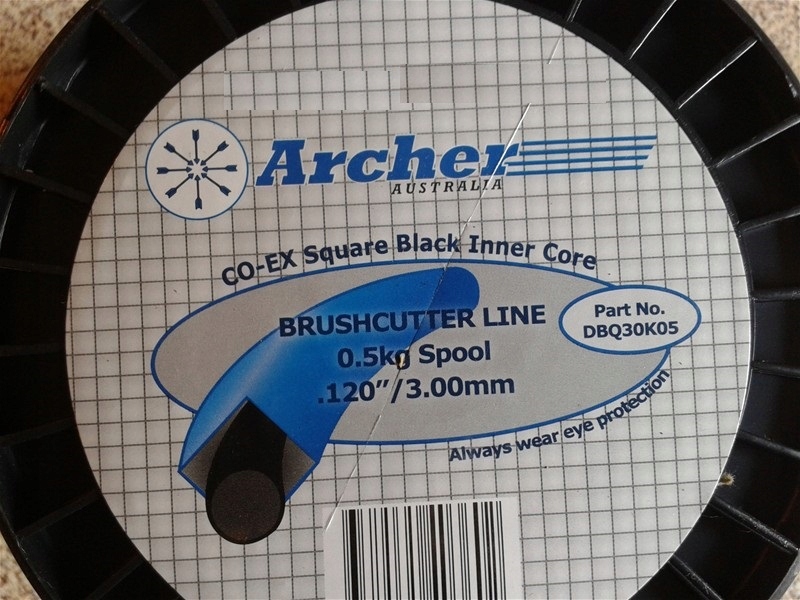 Archer
AUSTRALIA
CO-EX Square Black Inner Core
BRUSHCUTTER LINE
0.5kg Spool
.120"/3.00mm
Part No.
DBQ30K05
Always wear eye protection